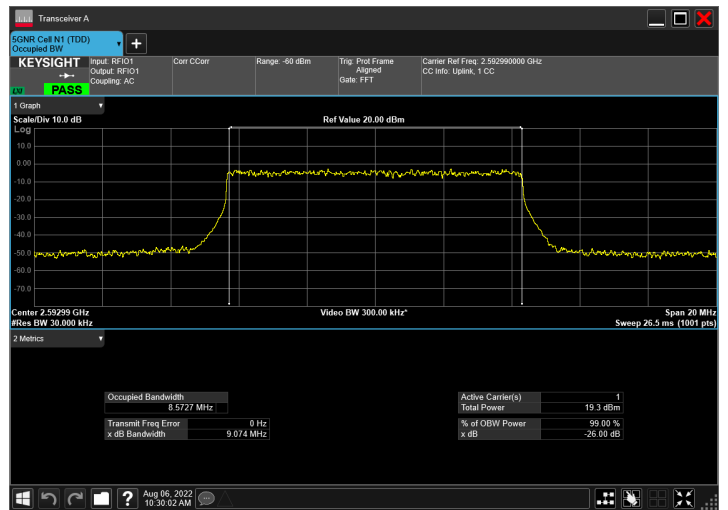 Transceiver A
5GNR Cell N1 (TDD)
Occupied BW
KEYSIGHT
LXI
PASS
Input: RFIO1
Output: RFIO1
Coupling: AC
Corr CCorr
Range: -60 dBm
Trig: Prot Frame
Aligned
Gate: FFT
Carrier Ref Freq: 2.592990000 GHz
CC Info: Uplink, 1 CC
1 Graph
Scale/Div 10.0 dB
Ref Value 20.00 dBm
Log
10.0
0.00
-10.0
-20.0
-30.0
-40.0
-50.0
-60.0
-70.0
Center 2.59299 GHz
Video BW 300.00 kHz*
Span 20 MHz
#Res BW 30.000 kHz
Sweep 26.5 ms (1001 pts)
2 Metrics
Occupied Bandwidth
8.5727 MHz
Transmit Freq Error 0 Hz
x dB Bandwidth 9.074 MHz
Active Carrier(s) 1
Total Power 19.3 dBm
% of OBW Power 99.00 %
x dB -26.00 dB
Aug 06, 2022
10:30:02 AM